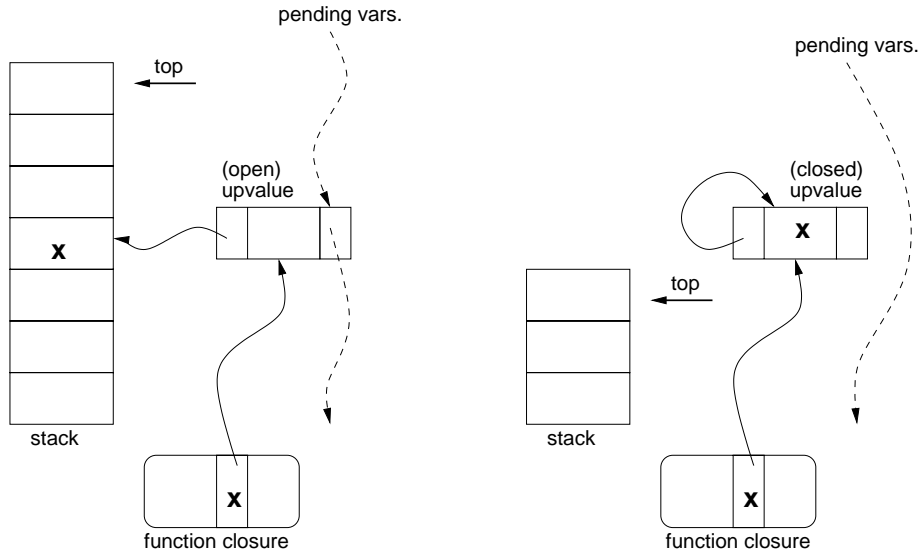 pending vars.
top
(open)
upvalue
x
stack
x
function closure
pending vars.
(closed)
upvalue
x
top
stack
x
function closure